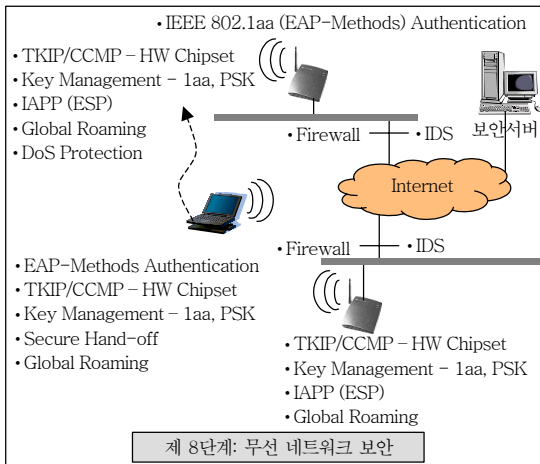 • IEEE 802.1aa (EAP-Methods) Authentication
• TKIP/CCMP – HW Chipset
• Key Management – 1aa, PSK
• IAPP (ESP)
• Global Roaming
• DoS Protection
보안서버
• Firewall
• IDS
Internet
• Firewall
• IDS
• EAP-Methods Authentication
• TKIP/CCMP – HW Chipset
• Key Management – 1aa, PSK
• Secure Hand-off
• Global Roaming
• TKIP/CCMP – HW Chipset
• Key Management – 1aa, PSK
• IAPP (ESP)
• Global Roaming
제 8단계: 무선 네트워크 보안